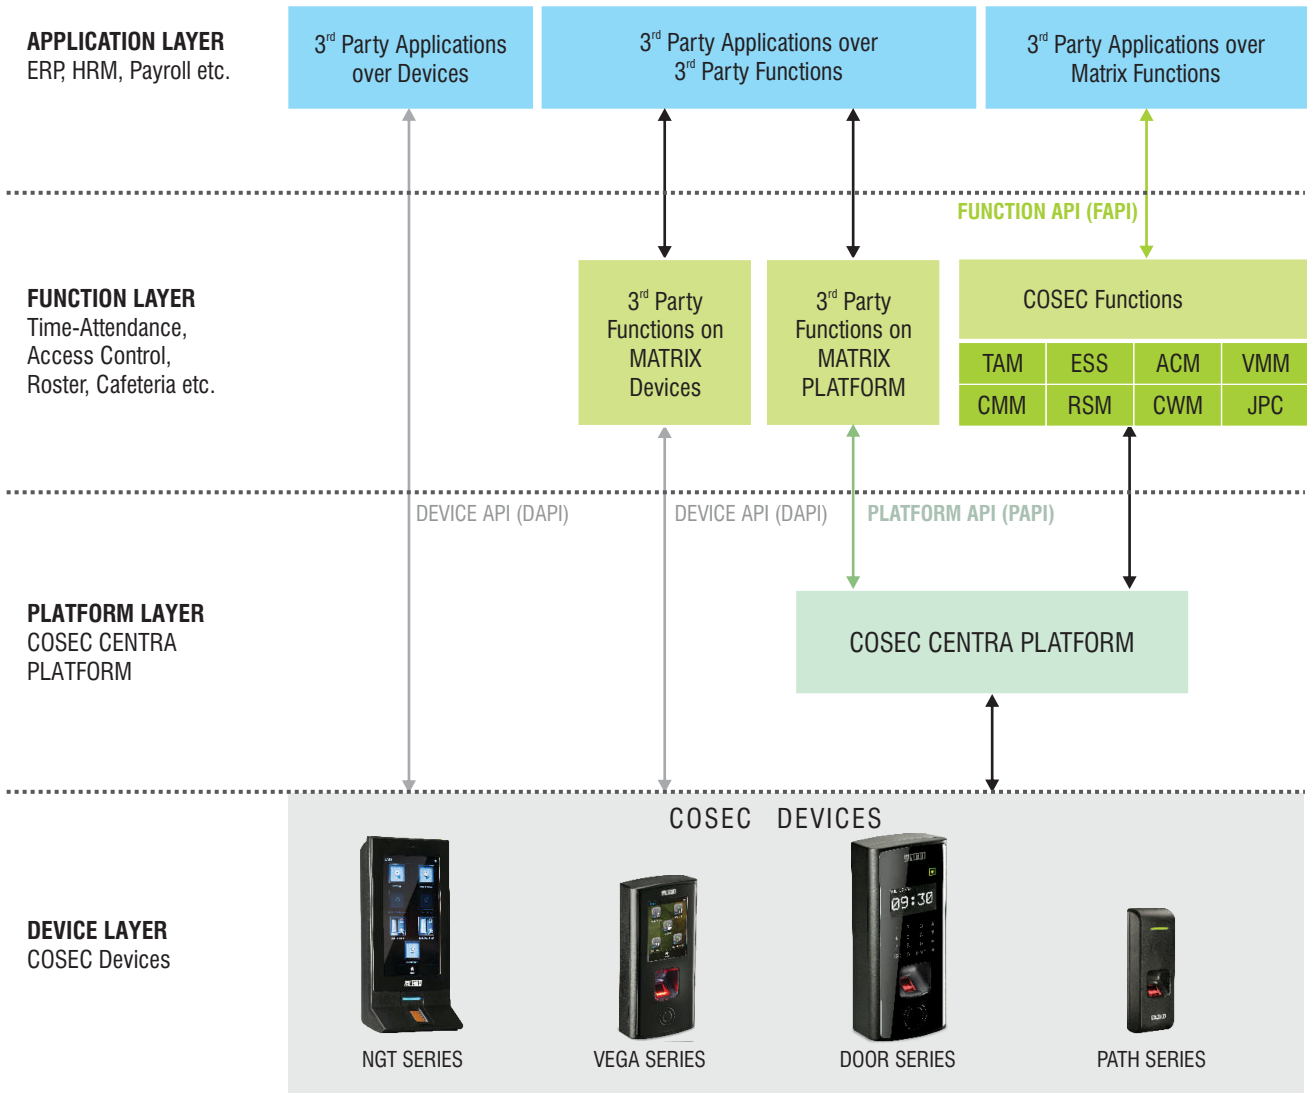 APPLICATION LAYER
ERP, HRM, Payroll etc.
3rd Party Applications
over Devices
3rd Party Applications over
3rd Party Functions
3rd Party Applications over
Matrix Functions
FUNCTION API (FAPI)
FUNCTION LAYER
Time-Attendance,
Access Control,
Roster, Cafeteria etc.
3rd Party
Functions on
MATRIX
Devices
3rd Party
Functions on
MATRIX
PLATFORM
COSEC Functions
TAM ESS ACM VMM
CMM RSM CWM JPC
DEVICE API (DAPI)
DEVICE API (DAPI)
PLATFORM API (PAPI)
PLATFORM LAYER
COSEC CENTRA
PLATFORM
COSEC CENTRA PLATFORM
COSEC DEVICES
09:30
DEVICE LAYER
COSEC Devices
NGT SERIES
VEGA SERIES
DOOR SERIES
PATH SERIES